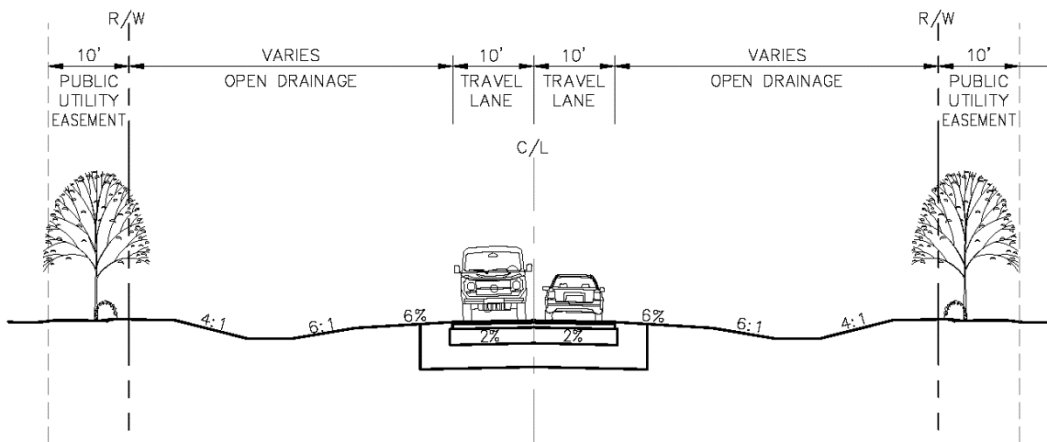 R/W
R/W
10'
VARIES
10'
10'
VARIES
10'
PUBLIC
UTILITY
EASEMENT
OPEN DRAINAGE
TRAVEL
LANE
TRAVEL
LANE
OPEN DRAINAGE
PUBLIC
UTILITY
EASEMENT
C/L
4:1
6:1
6%
2%
2%
6%
6:1
4:1